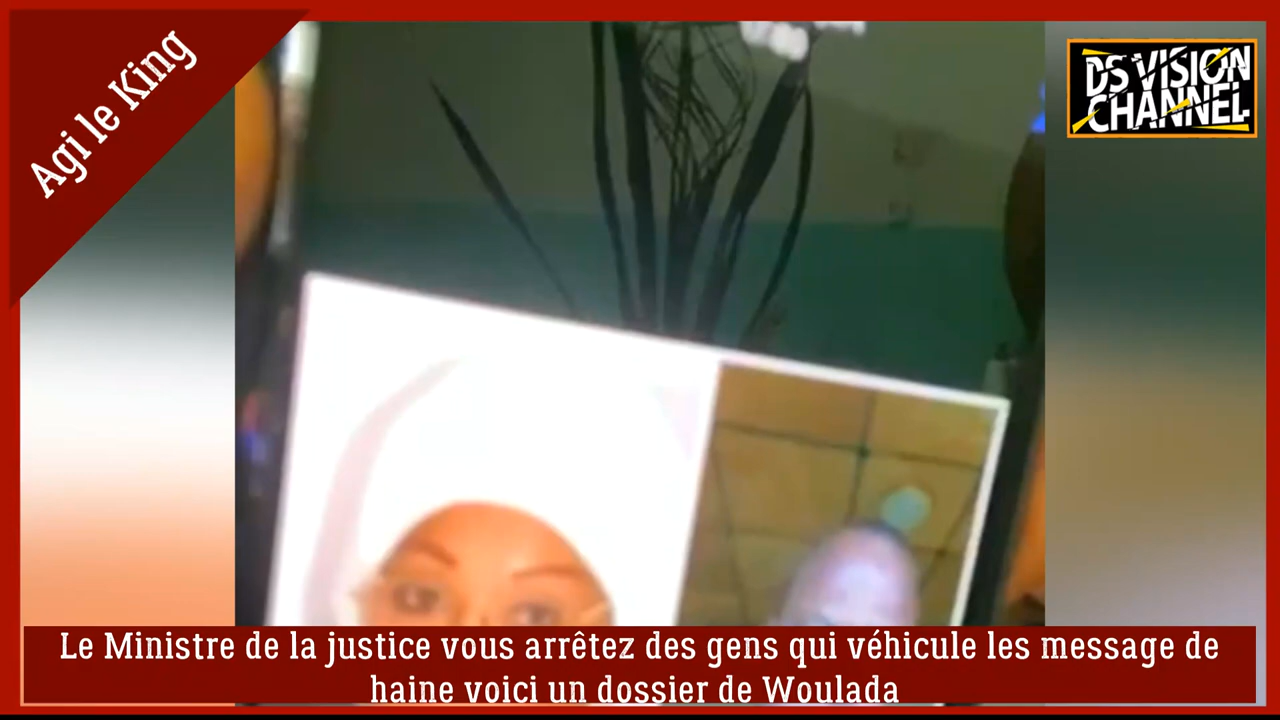 Agi le King
DS VISION
CHANNEL
Le Ministre de la justice vous arrêtez des gens qui véhicule les message de
haine voici un dossier de Woulada